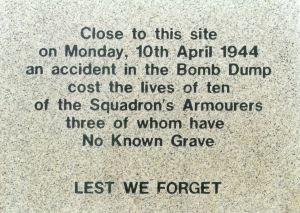 Close to this site
on Monday, 10th April 1944
an accident in the Bomb Dump
cost the lives of ten
of the Squadron's Armourers
three of whom have
No Known Grave
LEST WE FORGET